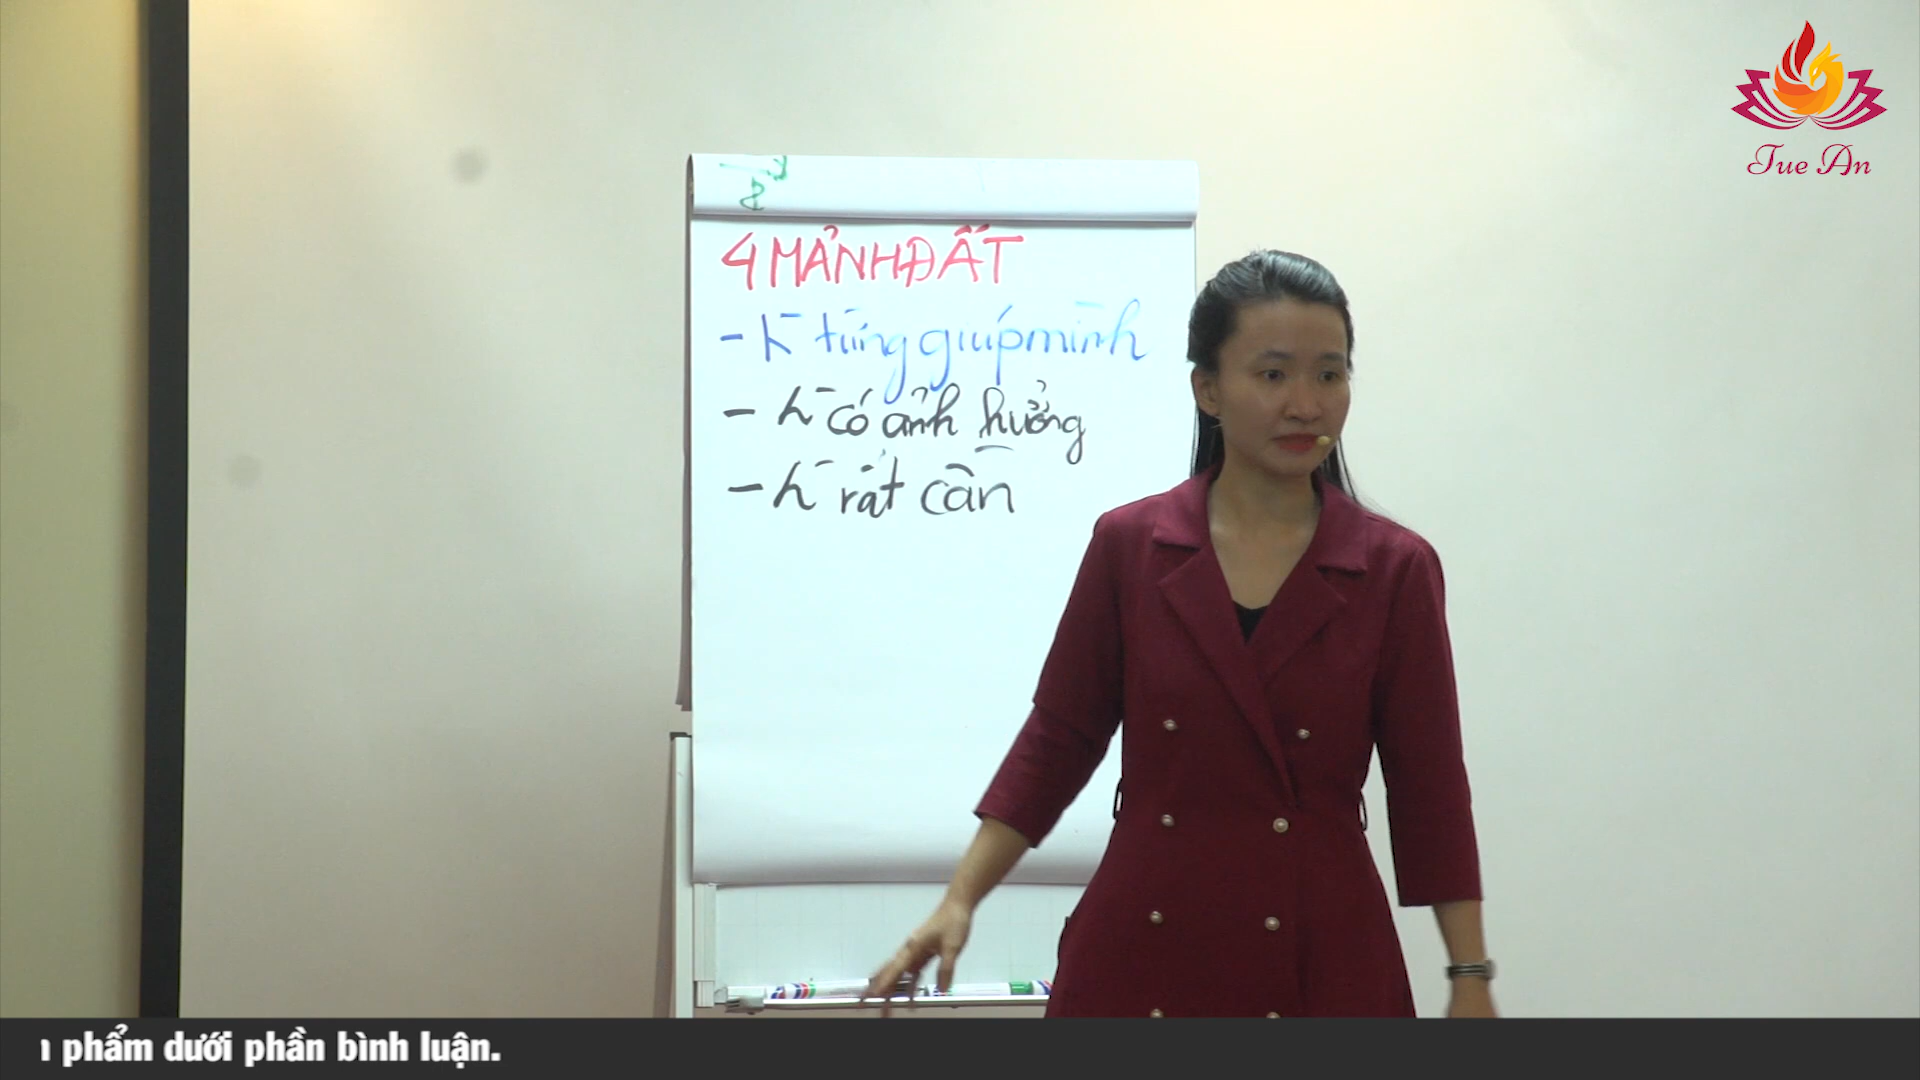 Tue An
4 MẢNH ĐẤT
- từng giúp mình
- có ảnh hưởng
- rất cần
phẩm dưới phần bình luận.